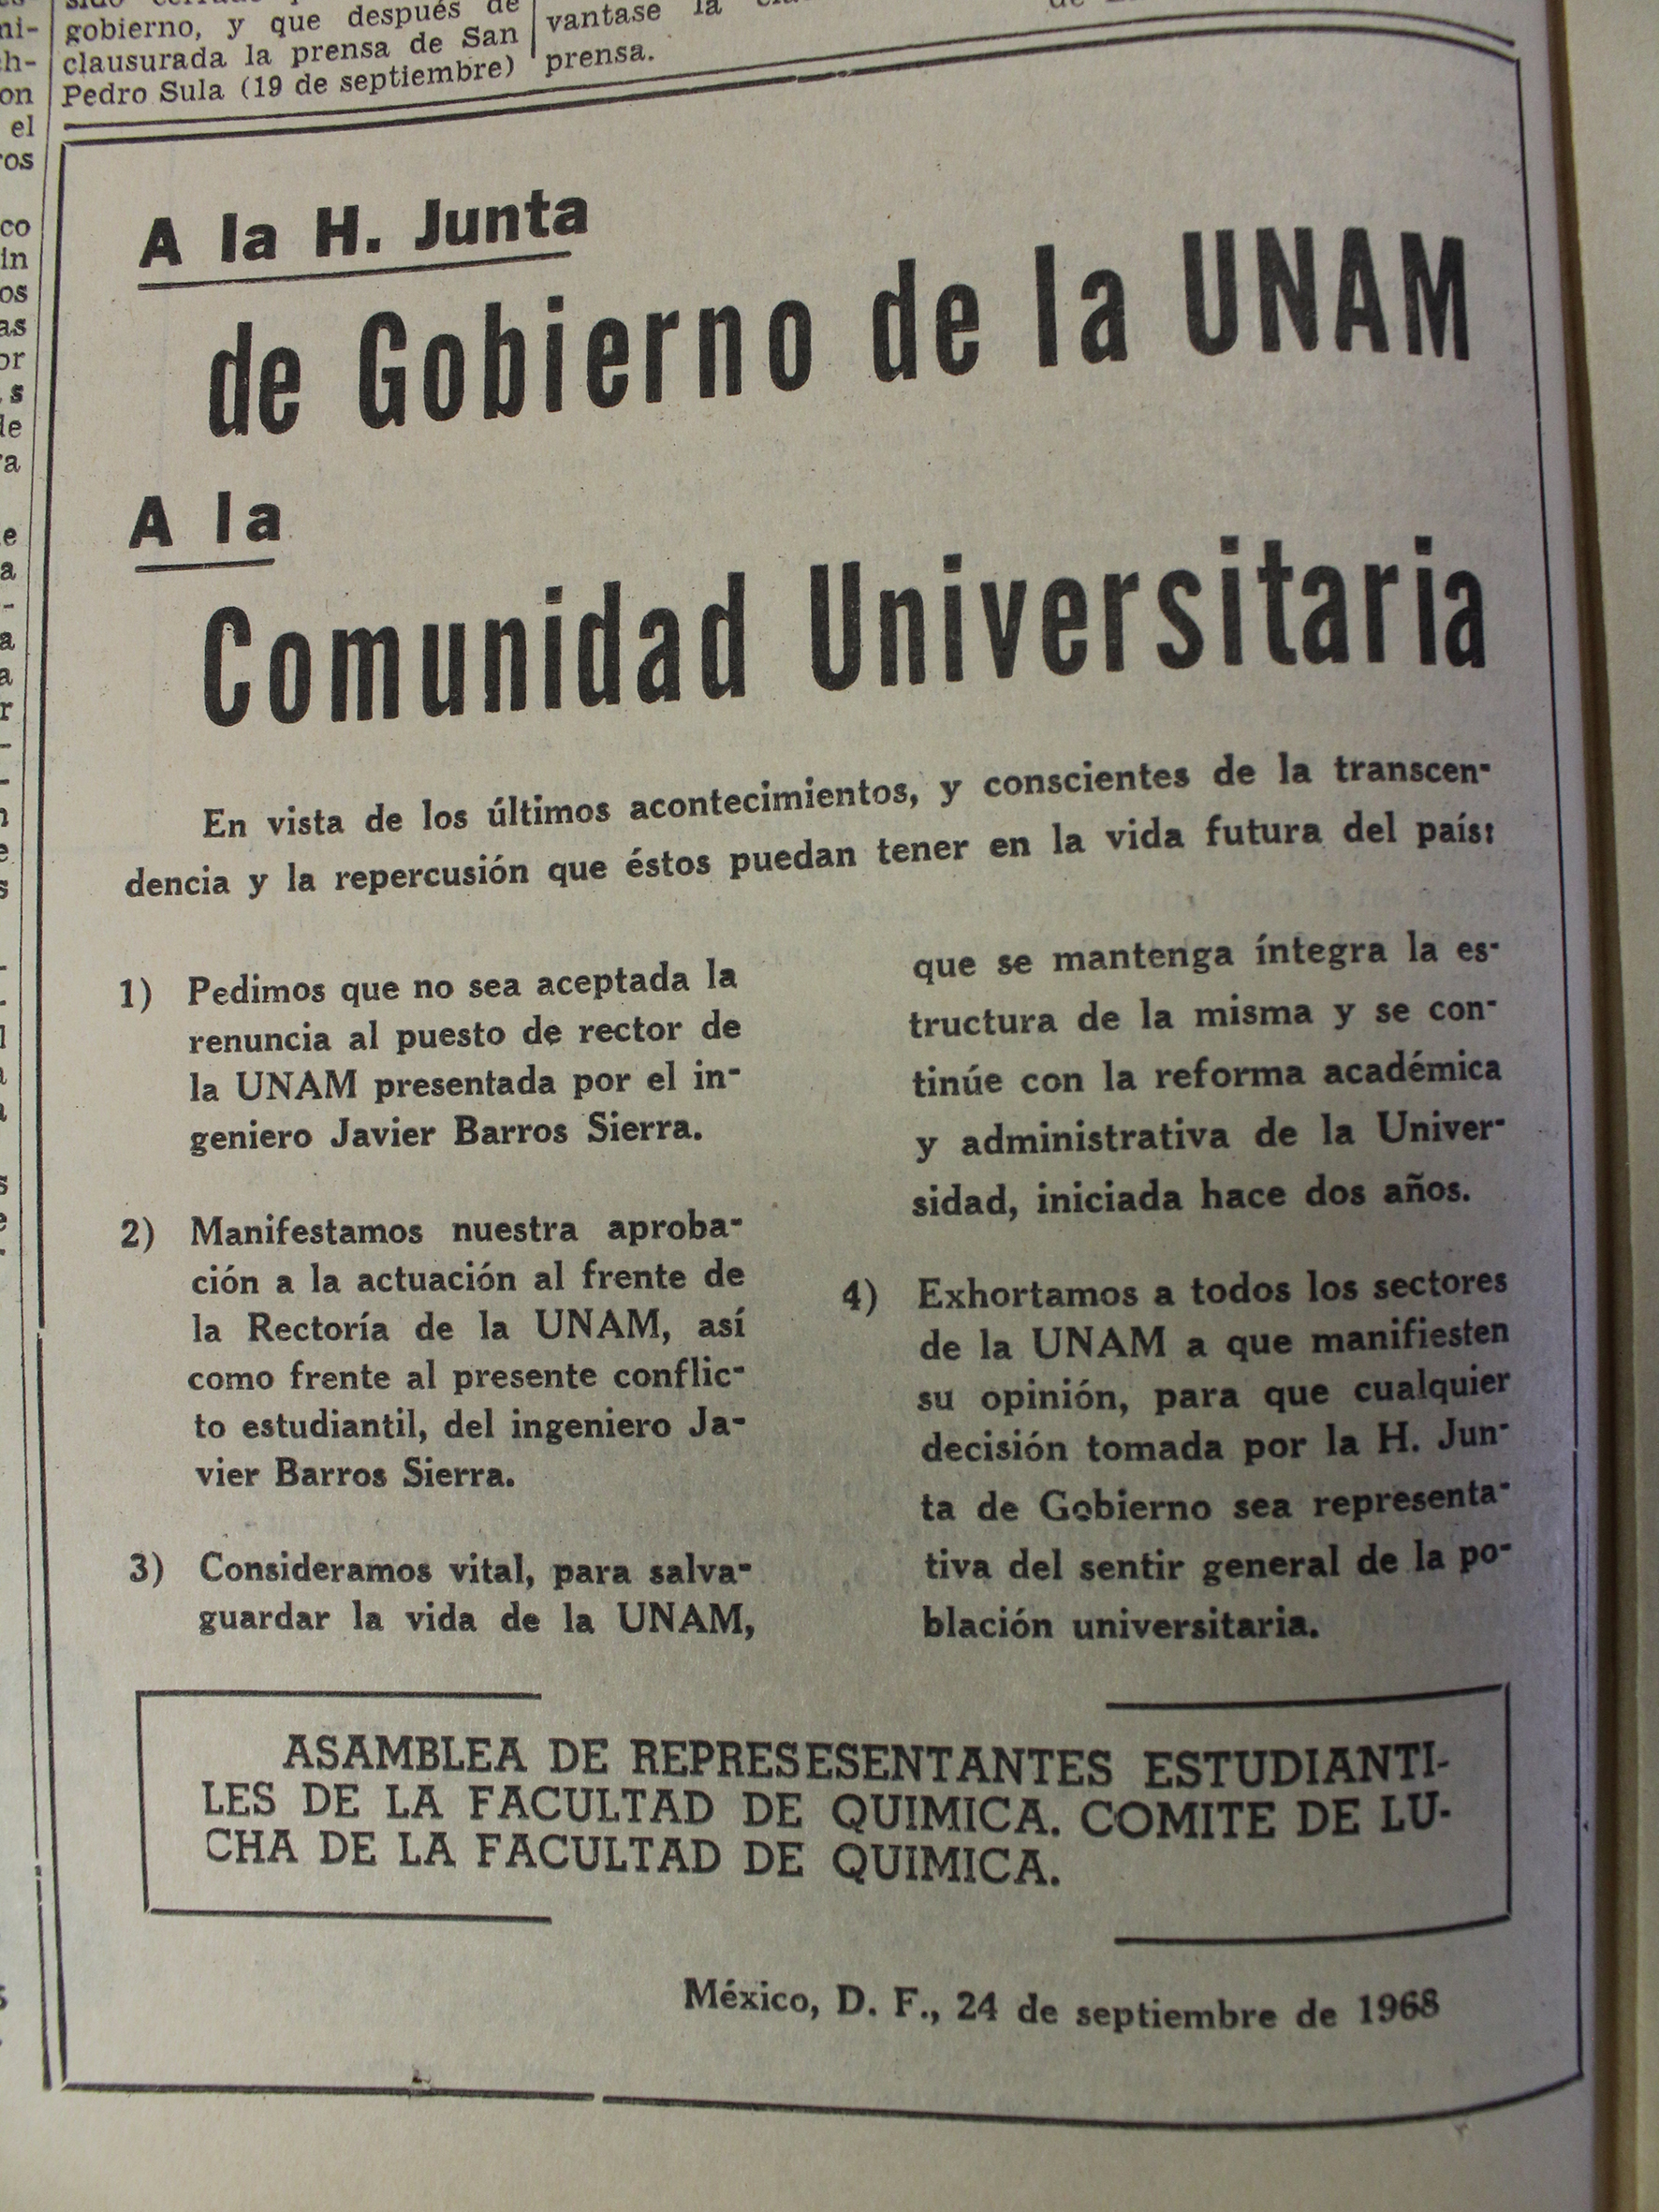 gobierno, y que después de
clausurada la prensa de San
Pedro Sula (19 de septiembre)
vantase la
prensa.
A la H. Junta
de Gobierno de la UNAM
A la
Comunidad Universitaria
En vista de los últimos acontecimientos, y conscientes de la transcen-
dencia y la repercusión que éstos puedan tener en la vida futura del país:
1) Pedimos que no sea aceptada la
renuncia al puesto de rector de
la UNAM presentada por el in-
geniero Javier Barros Sierra.
2) Manifestamos nuestra aproba-
ción a la actuación al frente de
la Rectoría de la UNAM, así
como frente al presente conflic-
to estudiantil, del ingeniero Ja-
vier Barros Sierra.
3) Consideramos vital, para salva-
guardar la vida de la UNAM,
que se mantenga íntegra la es-
tructura de la misma y se con-
tinúe con la reforma académica
y administrativa de la Univer-
sidad, iniciada hace dos años.
4) Exhortamos a todos los sectores
de la UNAM a que manifiesten
su opinión, para que cualquier
decisión tomada por la H. Jun-
ta de Gobierno sea representa-
tiva del sentir general de la po-
blación universitaria.
ASAMBLEA DE REPRESESENTANTES ESTUDIANTI-
LES DE LA FACULTAD DE QUIMICA. COMITE DE LU-
CHA DE LA FACULTAD DE QUIMICA.
México, D. F., 24 de septiembre de 1968